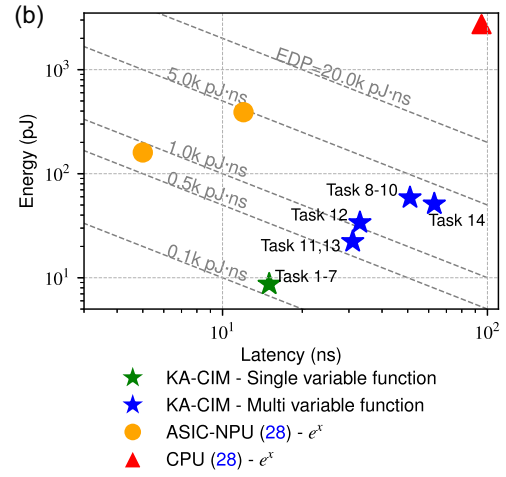 (b)
EDP=20.0k pJ·ns
10³
5.0k pJ·ns
Energy (pJ)
1.0k pJ·ns
10²
0.5k pJ·ns
Task 8-10
Task 12
Task 14
Task 11,13
0.1k pJ·ns
Task 1-7
10¹
10¹
10²
Latency (ns)
KA-CIM - Single variable function
KA-CIM - Multi variable function
ASIC-NPU (28) - eˣ
CPU (28) - eˣ